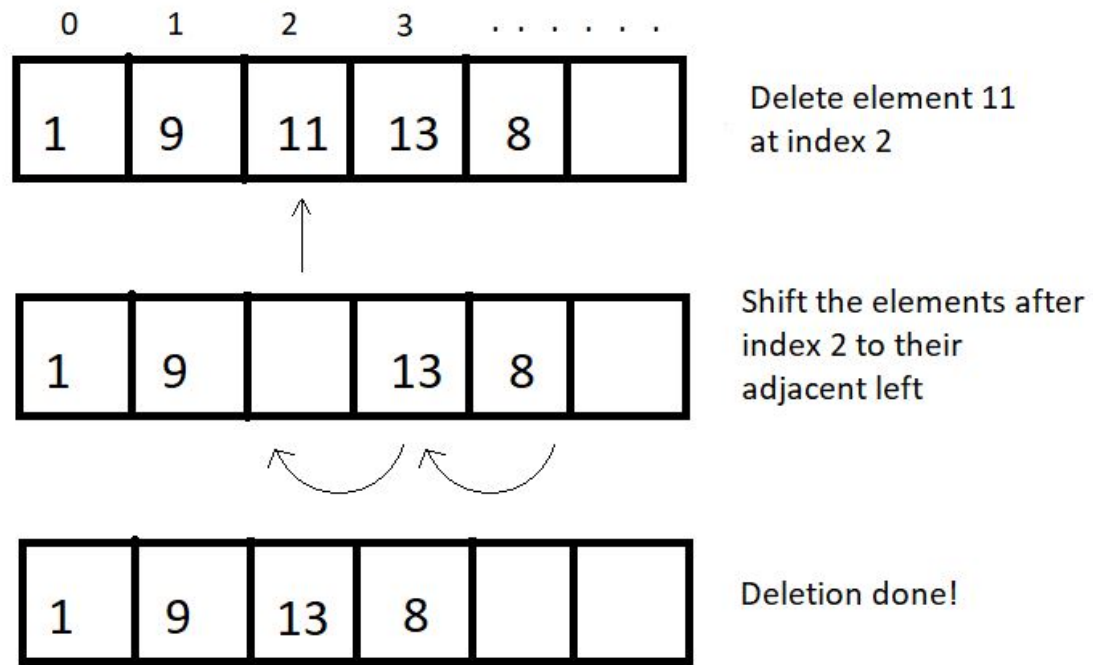 0 1 2 3 . . . . . .
1 9 11 13 8
Delete element 11
at index 2
1 9 13 8
Shift the elements after
index 2 to their
adjacent left
1 9 13 8
Deletion done!